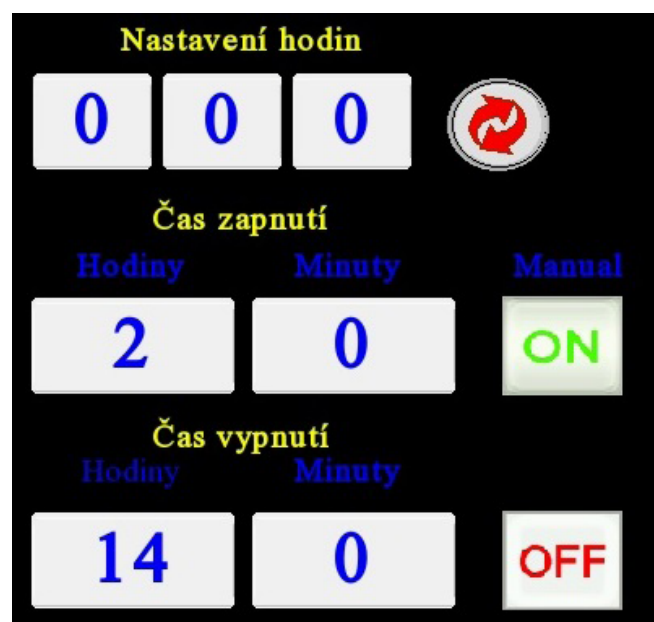 Nastavení hodin
0 0 0
Čas zapnutí
Hodiny Minuty Manual
2 0 ON
Čas vypnutí
Hodiny Minuty
14 0 OFF